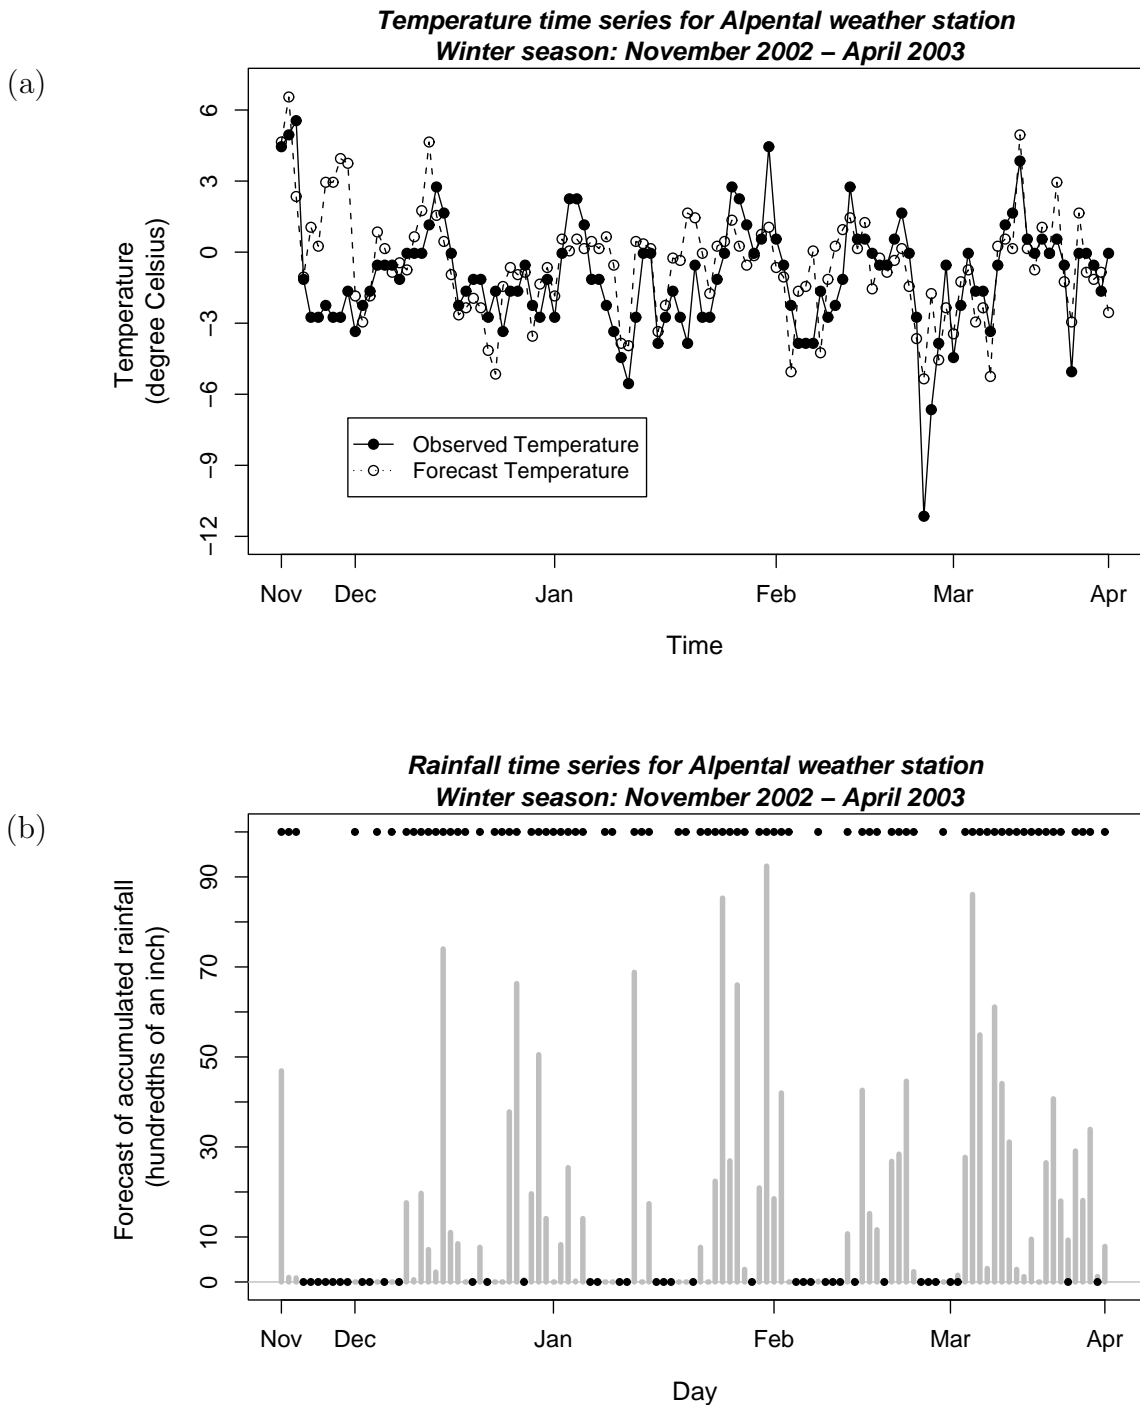 (a)
Temperature time series for Alpental weather station
Winter season: November 2002 – April 2003
Temperature
(degree Celsius)
6
3
0
−3
−6
−9
−12
Observed Temperature
Forecast Temperature
Nov Dec Jan Feb Mar Apr
Time
(b)
Rainfall time series for Alpental weather station
Winter season: November 2002 – April 2003
Forecast of accumulated rainfall
(hundredths of an inch)
90
70
50
30
10
0
Nov Dec Jan Feb Mar Apr
Day